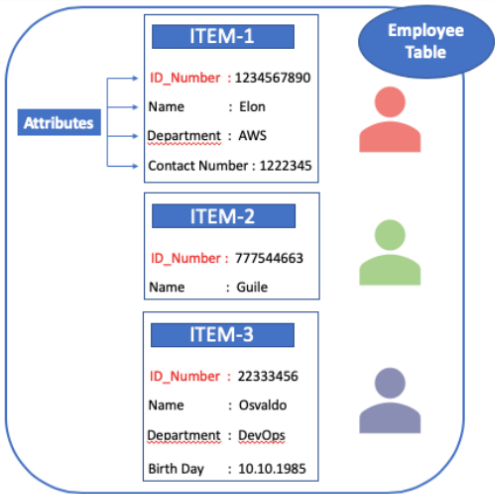 Employee
Table
ITEM-1
ID_Number : 1234567890
Name : Elon
Attributes
Department : AWS
Contact Number : 1222345
ITEM-2
ID_Number : 777544663
Name : Guile
ITEM-3
ID_Number : 22333456
Name : Osvaldo
Department : DevOps
Birth Day : 10.10.1985